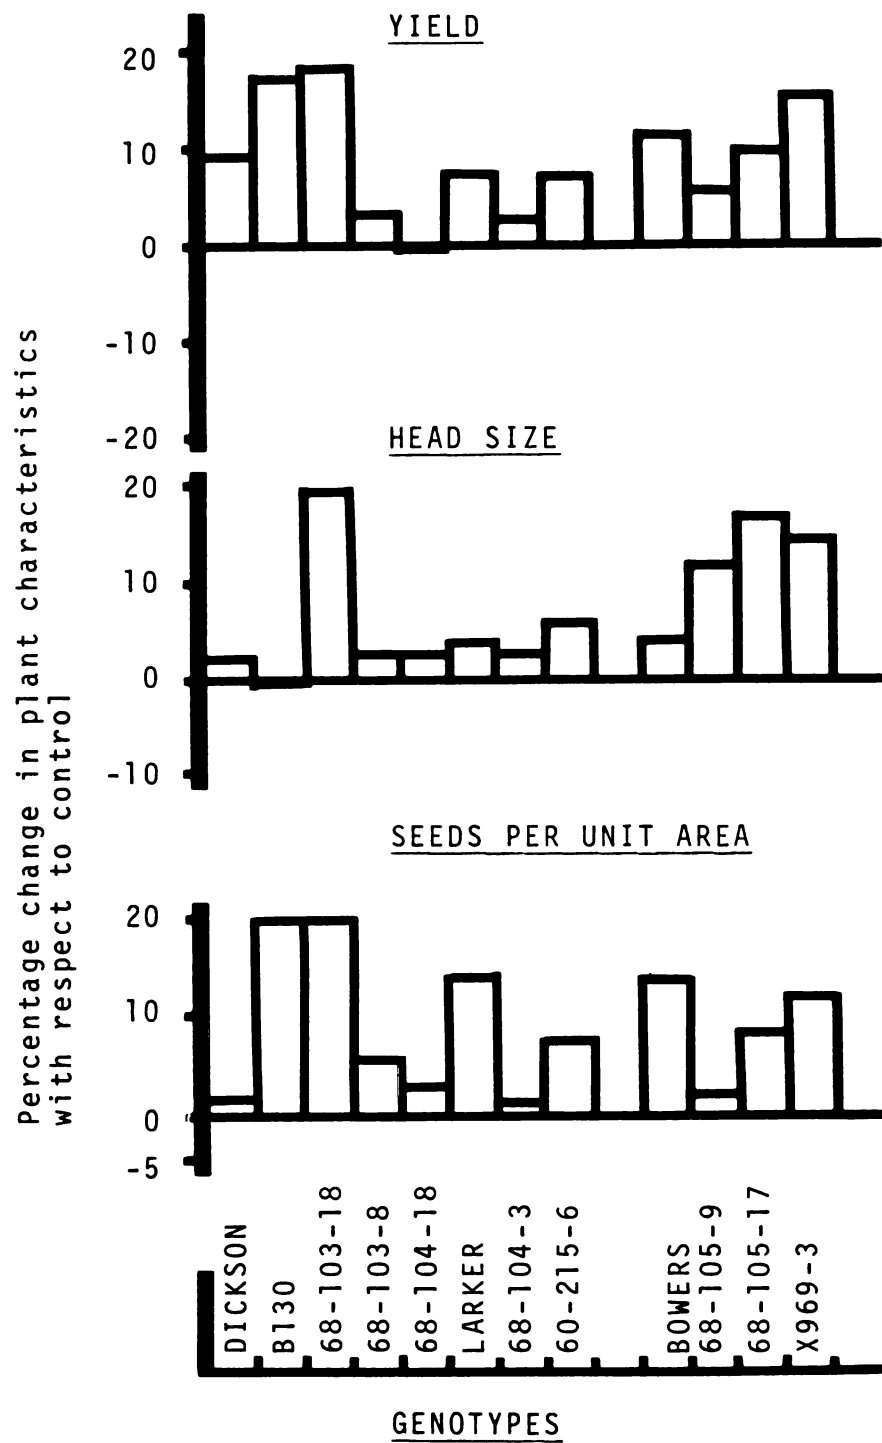 YIELD
20
10
0
-10
-20
HEAD SIZE
20
10
0
-10
SEEDS PER UNIT AREA
20
10
0
-5
Percentage change in plant characteristics
with respect to control
DICKSON
B130
68-103-18
68-103-8
68-104-18
LARKER
68-104-3
60-215-6
BOWERS
68-105-9
68-105-17
X969-3
GENOTYPES